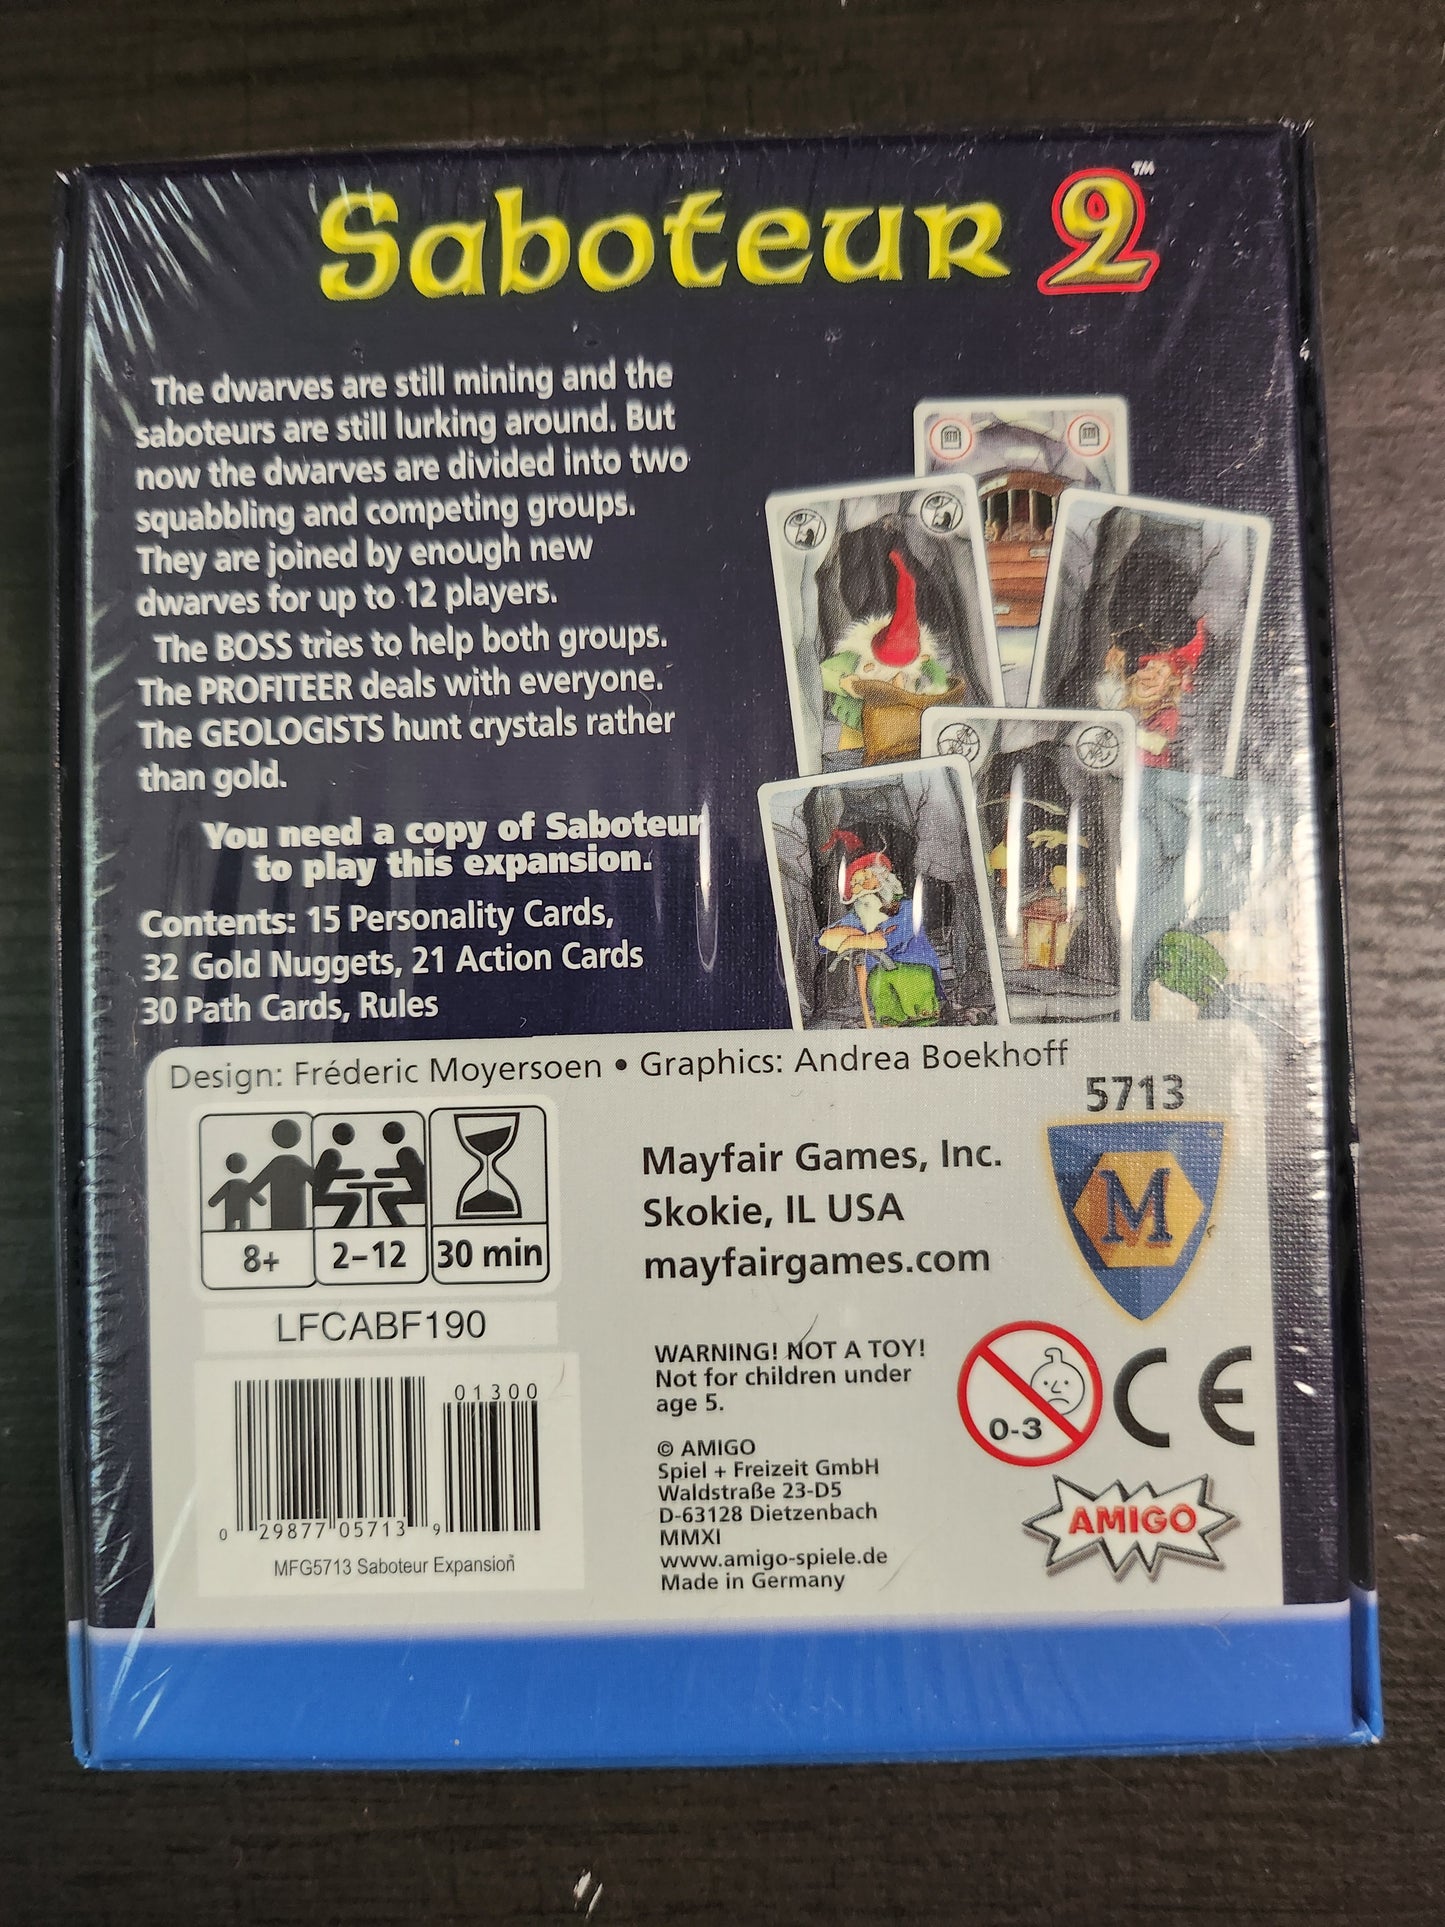 Saboteur 2™
The dwarves are still mining and the
saboteurs are still lurking around. But
now the dwarves are divided into two
squabbling and competing groups.
They are joined by enough new
dwarves for up to 12 players.
The BOSS tries to help both groups.
The PROFITEER deals with everyone.
The GEOLOGISTS hunt crystals rather
than gold.
You need a copy of Saboteur
to play this expansion.
Contents: 15 Personality Cards,
32 Gold Nuggets, 21 Action Cards
30 Path Cards, Rules
Design: Fréderic Moyersoen • Graphics: Andrea Boekhoff
5713
M
8+
2–12
30 min
Mayfair Games, Inc.
Skokie, IL USA
mayfairgames.com
LFCABF190
01300
0 29877 05713 9
MFG5713 Saboteur Expansion
WARNING! NOT A TOY!
Not for children under
age 5.
0-3
CE
© AMIGO
Spiel + Freizeit GmbH
Waldstraße 23-D5
D-63128 Dietzenbach
MMXI
www.amigo-spiele.de
Made in Germany
AMIGO